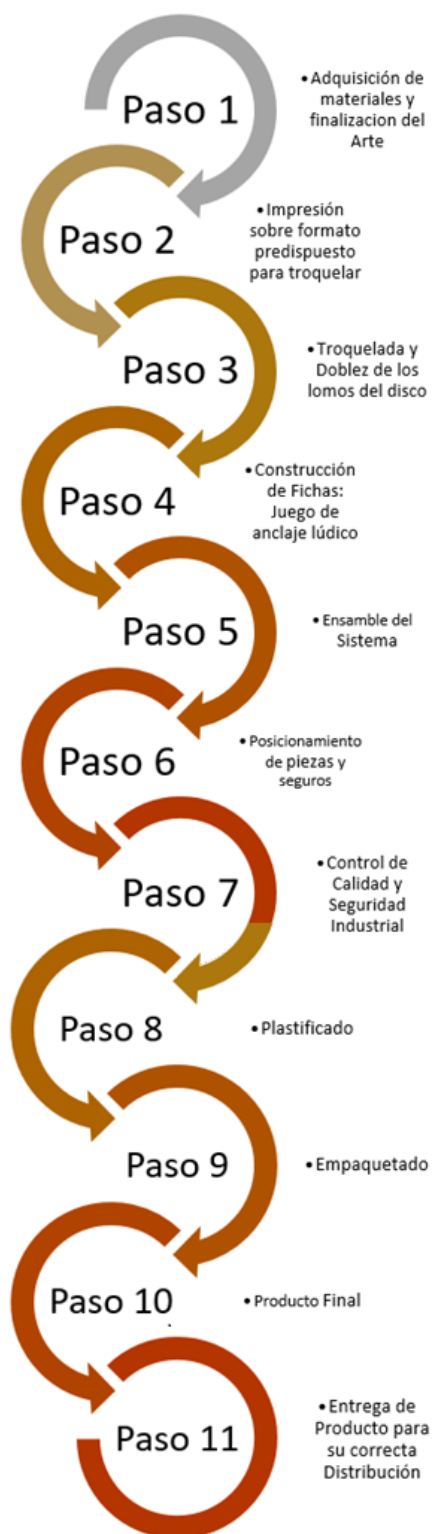 Paso 1
• Adquisición de
materiales y
finalizacion del
Arte
Paso 2
• Impresión
sobre formato
predispuesto
para troquelar
Paso 3
• Troquelada y
Doblez de los
lomos del disco
Paso 4
• Construcción
de Fichas:
Juego de
anclaje lúdico
Paso 5
• Ensamble del
Sistema
Paso 6
• Posicionamiento
de piezas y
seguros
Paso 7
• Control de
Calidad y
Seguridad
Industrial
Paso 8
• Plastificado
Paso 9
• Empaquetado
Paso 10
• Producto Final
Paso 11
• Entrega de
Producto para
su correcta
Distribución